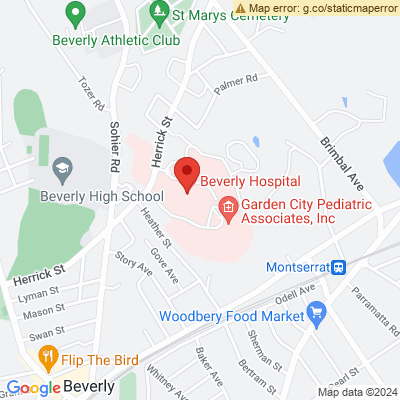 Map error: g.co/staticmaperror
St Marys Cemetery
Beverly Athletic Club
Tozer Rd
Palmer Rd
Sohier Rd
Herrick St
Brimbal Ave
Beverly High School
Beverly Hospital
Garden City Pediatric
Associates, Inc
Heather St
Gove Ave
Story Ave
Herrick St
Lyman St
Mason St
Swan St
Montserrat
Odell Ave
Parramatta Rd
Woodbery Food Market
Flip The Bird
Sherman St
Baker Ave
Bertram St
Whitney Ave
Pearl St
Google
Beverly
Map data ©2024